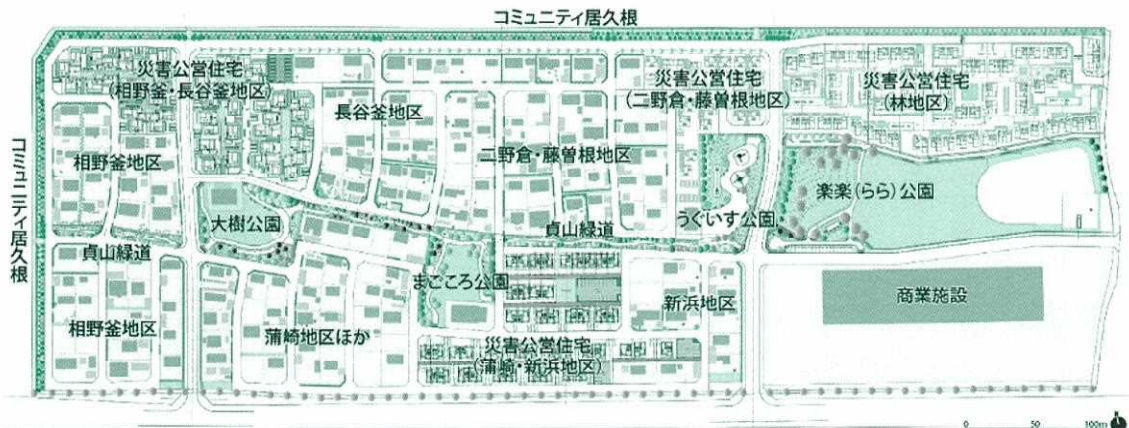 コミュニティ居久根
コミュニティ居久根
災害公営住宅
(相野釜・長谷釜地区)
長谷釜地区
災害公営住宅
(二野倉・藤曽根地区)
災害公営住宅
(林地区)
相野釜地区
二野倉・藤曽根地区
大樹公園
うぐいす公園
楽楽(らら)公園
貞山緑道
貞山緑道
まごころ公園
相野釜地区
蒲崎地区ほか
新浜地区
商業施設
災害公営住宅
(蒲崎・新浜地区)
0 50 100m